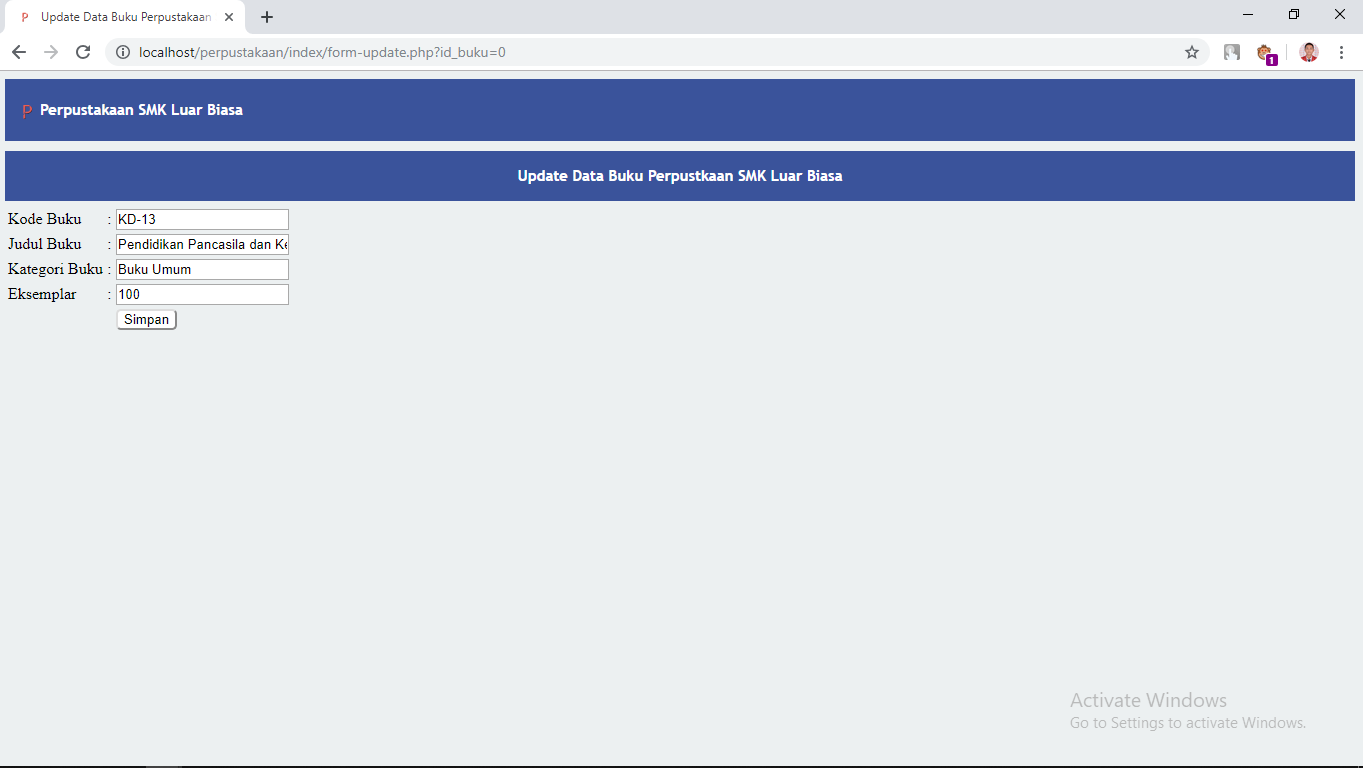 P Update Data Buku Perpustakaan
localhost/perpustakaan/index/form-update.php?id_buku=0
1
P Perpustakaan SMK Luar Biasa
Update Data Buku Perpustkaan SMK Luar Biasa
Kode Buku : KD-13
Judul Buku : Pendidikan Pancasila dan Ke
Kategori Buku : Buku Umum
Eksemplar : 100
Simpan
Activate Windows
Go to Settings to activate Windows.